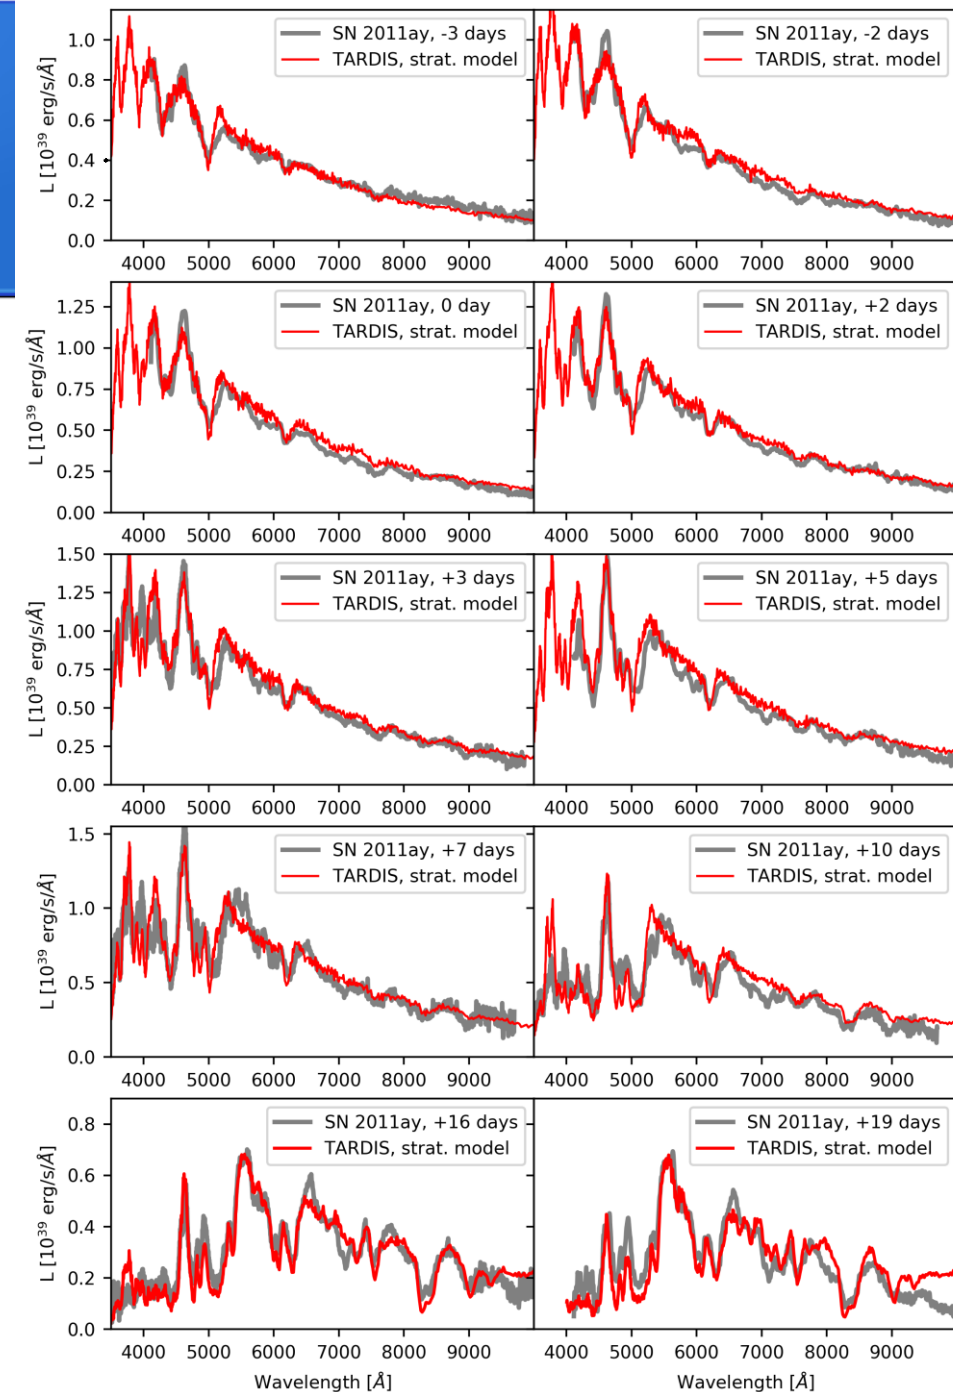 SN 2011ay, -3 days
TARDIS, strat. model
SN 2011ay, -2 days
TARDIS, strat. model
L [10³⁹ erg/s/Å]
1.0
0.8
0.6
0.4
0.2
0.0
4000 5000 6000 7000 8000 9000
4000 5000 6000 7000 8000 9000
SN 2011ay, 0 day
TARDIS, strat. model
SN 2011ay, +2 days
TARDIS, strat. model
L [10³⁹ erg/s/Å]
1.25
1.00
0.75
0.50
0.25
0.00
4000 5000 6000 7000 8000 9000
4000 5000 6000 7000 8000 9000
SN 2011ay, +3 days
TARDIS, strat. model
SN 2011ay, +5 days
TARDIS, strat. model
L [10³⁹ erg/s/Å]
1.50
1.25
1.00
0.75
0.50
0.25
0.00
4000 5000 6000 7000 8000 9000
4000 5000 6000 7000 8000 9000
SN 2011ay, +7 days
TARDIS, strat. model
SN 2011ay, +10 days
TARDIS, strat. model
L [10³⁹ erg/s/Å]
1.5
1.0
0.5
0.0
4000 5000 6000 7000 8000 9000
4000 5000 6000 7000 8000 9000
SN 2011ay, +16 days
TARDIS, strat. model
SN 2011ay, +19 days
TARDIS, strat. model
L [10³⁹ erg/s/Å]
0.8
0.6
0.4
0.2
0.0
4000 5000 6000 7000 8000 9000
4000 5000 6000 7000 8000 9000
Wavelength [Å]
Wavelength [Å]